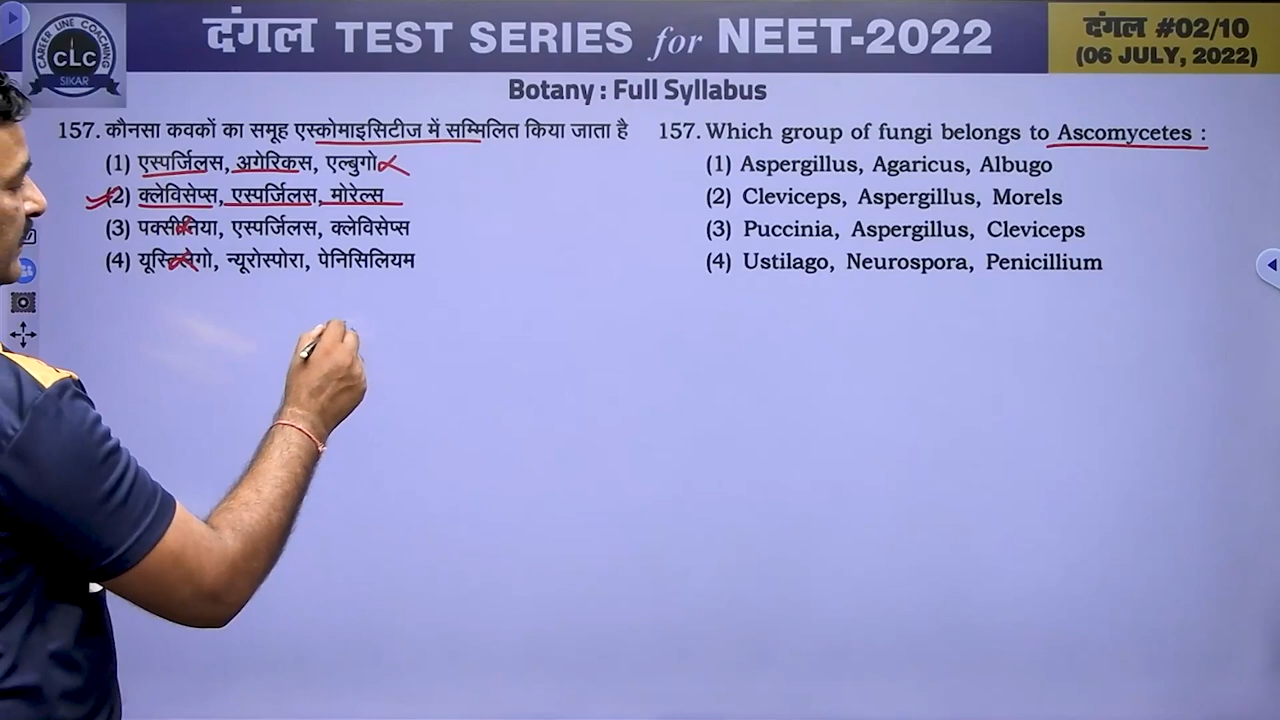 CAREER LINE COACHING
CLC
SIKAR
दंगल TEST SERIES for NEET-2022
दंगल #02/10
(06 JULY, 2022)
Botany : Full Syllabus
157. कौनसा कवकों का समूह एस्कोमाइसिटीज में सम्मिलित किया जाता है
(1) एस्पर्जिलस, अगेरिकस, एल्बुगो
(2) क्लेविसेप्स, एस्पर्जिलस, मोरेल्स
(3) पक्सीनिया, एस्पर्जिलस, क्लेविसेप्स
(4) यूस्टिलेगो, न्यूरोस्पोरा, पेनिसिलियम
157. Which group of fungi belongs to Ascomycetes :
(1) Aspergillus, Agaricus, Albugo
(2) Cleviceps, Aspergillus, Morels
(3) Puccinia, Aspergillus, Cleviceps
(4) Ustilago, Neurospora, Penicillium